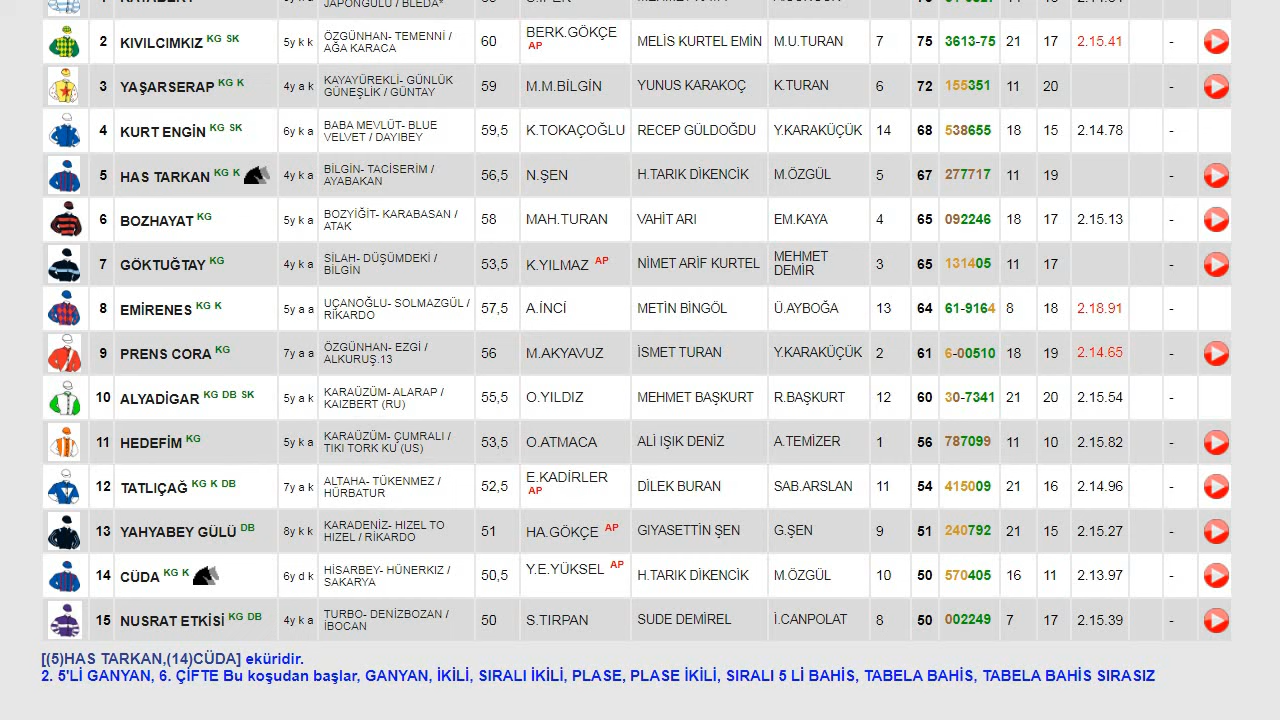 2 KIVILCIMKIZ KG SK 5y k k ÖZGÜNHAN- TEMENNİ / AĞA KARACA BERK.GÖKÇE AP MELİŞ KURTEL EMİN M.U.TURAN 7 75 3613-75 21 17 2.15.41 -
3 YAŞARSERAP KG K 4y a k KAYAYÜREKLİ- GÜNLÜK GÜNEŞLİK / GÜNTAY 59 M.M.BİLGİN YUNUS KARAKOÇ K.TURAN 6 72 155351 11 20 -
4 KURT ENGİN KG SK 6y k a BABA MEVLÜT- BLUE VELVET / DAYIBEY 59,5 K.TOKAÇOĞLU RECEP GÜLDOĞDU Y.KARAKÜÇÜK 14 68 538655 18 15 2.14.78 -
5 HAS TARKAN KG K 4y k a BİLGİN- TACİSERİM / AYABAKAN 56,5 N.ŞEN H.TARIK DİKENCİK M.ÖZGÜL 5 67 277717 11 19 -
6 BOZHAYAT KG 5y k a BOZYİĞİT- KARABASAN / OTAK 58 MAH.TURAN VAHİT ARI EM.KAYA 4 65 092246 18 17 2.15.13 -
7 GÖKTUĞTAY KG 4y k a SİLAH- DÜŞÜMDEKİ / BİLGİN K.YILMAZ AP NİMET ARİF KURTEL MEHMET DEMİR 3 65 131405 11 17 -
8 EMİRENES KG K 5y a a UÇANOĞLU- SOLMAZGÜL / RİKARDO A.İNCİ METİN BİNGÖL İ.AYBOĞA 13 64 61-9164 8 18 2.18.91 -
9 PRENS CORA KG 7y a a ÖZGÜNHAN- EZGİ / ALKURUŞ.13 56 M.AKYAVUZ İSMET TURAN Y.KARAKÜÇÜK 2 61 6-00510 18 19 2.14.65 -
10 ALYADİGAR KG DB SK 5y a k KARAÜZÜM- ALARAP / KAIZBERT (RU) 55,5 O.YILDIZ MEHMET BAŞKURT R.BAŞKURT 12 60 30-7341 21 20 2.15.54 -
11 HEDEFİM KG 5y k a KARAÜZÜM- ÇUMRALI / TIKI TORK KU (US) 53,5 O.ATMACA ALİ IŞIK DENİZ A.TEMİZER 1 56 787099 11 10 2.15.82 -
12 TATLIÇAĞ KG K DB 7y a k ALTAHA- TÜKENMEZ / HÜRBATUR 52,5 E.KADİRLER AP DİLEK BURAN SAB.ARSLAN 11 54 415009 21 16 2.14.96 -
13 YAHYABEY GÜLÜ DB 8y k k KARADENİZ- HIZEL TO HIZEL / RİKARDO 51 HA.GÖKÇE AP GIYASETTİN ŞEN G.ŞEN 9 51 240792 21 15 2.15.27 -
14 CÜDA KG K 6y d k HİSARBEY- HÜNERKIZ / SAKARYA 50,5 Y.E.YÜKSEL AP H.TARIK DİKENCİK M.ÖZGÜL 10 50 570405 16 11 2.13.97 -
15 NUSRAT ETKİSİ KG DB 4y k a TURBO- DENİZBOZAN / İBOCAN 50 S.TIRPAN SUDE DEMİREL İ.CANPOLAT 8 50 002249 7 17 2.15.39 -
[(5)HAS TARKAN,(14)CÜDA] eküridir.
2. 5'Lİ GANYAN, 6. ÇİFTE Bu koşudan başlar, GANYAN, İKİLİ, SIRALI İKİLİ, PLASE, PLASE İKİLİ, SIRALI 5 Lİ BAHİS, TABELA BAHİS, TABELA BAHİS SIRASIZ